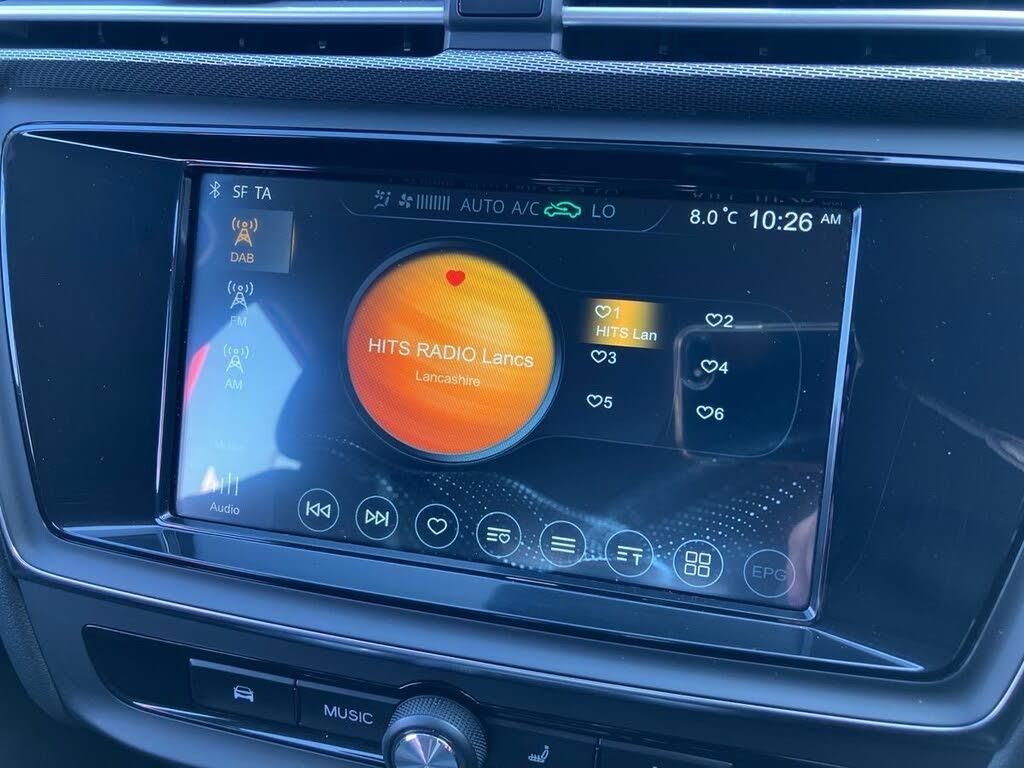 SF TA
AUTO A/C LO
8.0°C 10:26 AM
DAB
FM
AM
Audio
HITS RADIO Lancs
Lancashire
1
HITS Lan
2
3
4
5
6
T
EPG
MUSIC